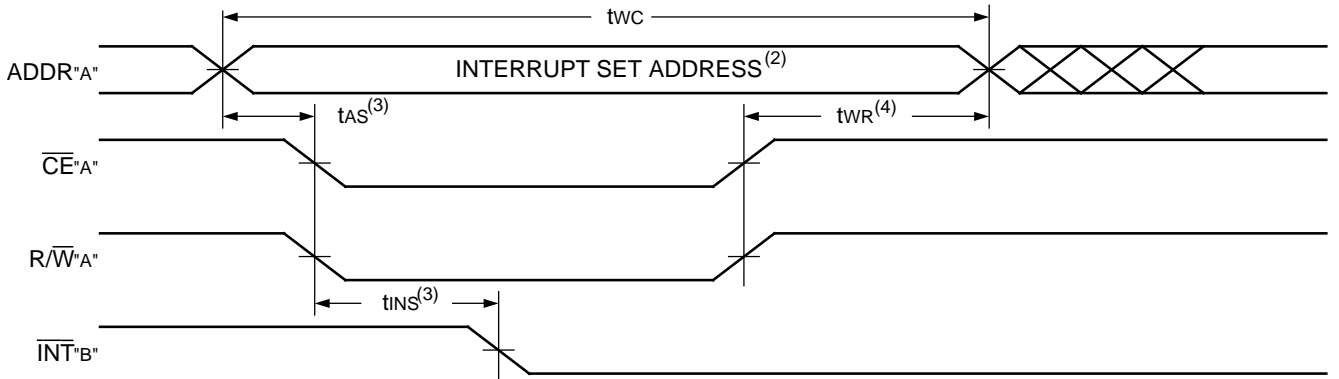 tWC
ADDR"A"
INTERRUPT SET ADDRESS(2)
tAS(3)
tWR(4)
CE"A"
R/W"A"
tINS(3)
INT"B"